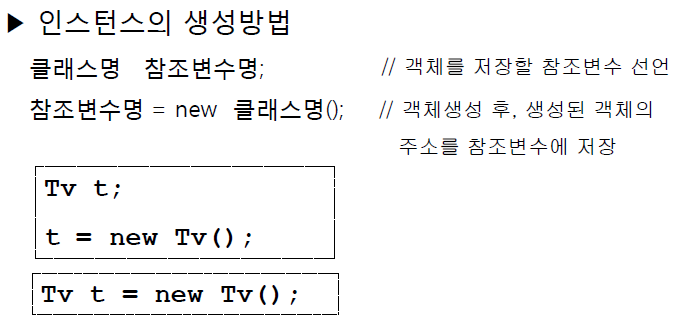 ▶ 인스턴스의 생성방법
클래스명 참조변수명; // 객체를 저장할 참조변수 선언
참조변수명 = new 클래스명(); // 객체생성 후, 생성된 객체의
주소를 참조변수에 저장
Tv t;
t = new Tv();
Tv t = new Tv();